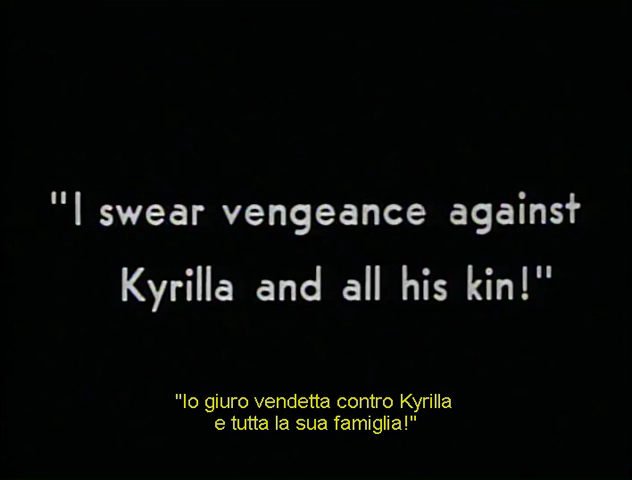 "I swear vengeance against
Kyrilla and all his kin!"
"Io giuro vendetta contro Kyrilla
e tutta la sua famiglia!"